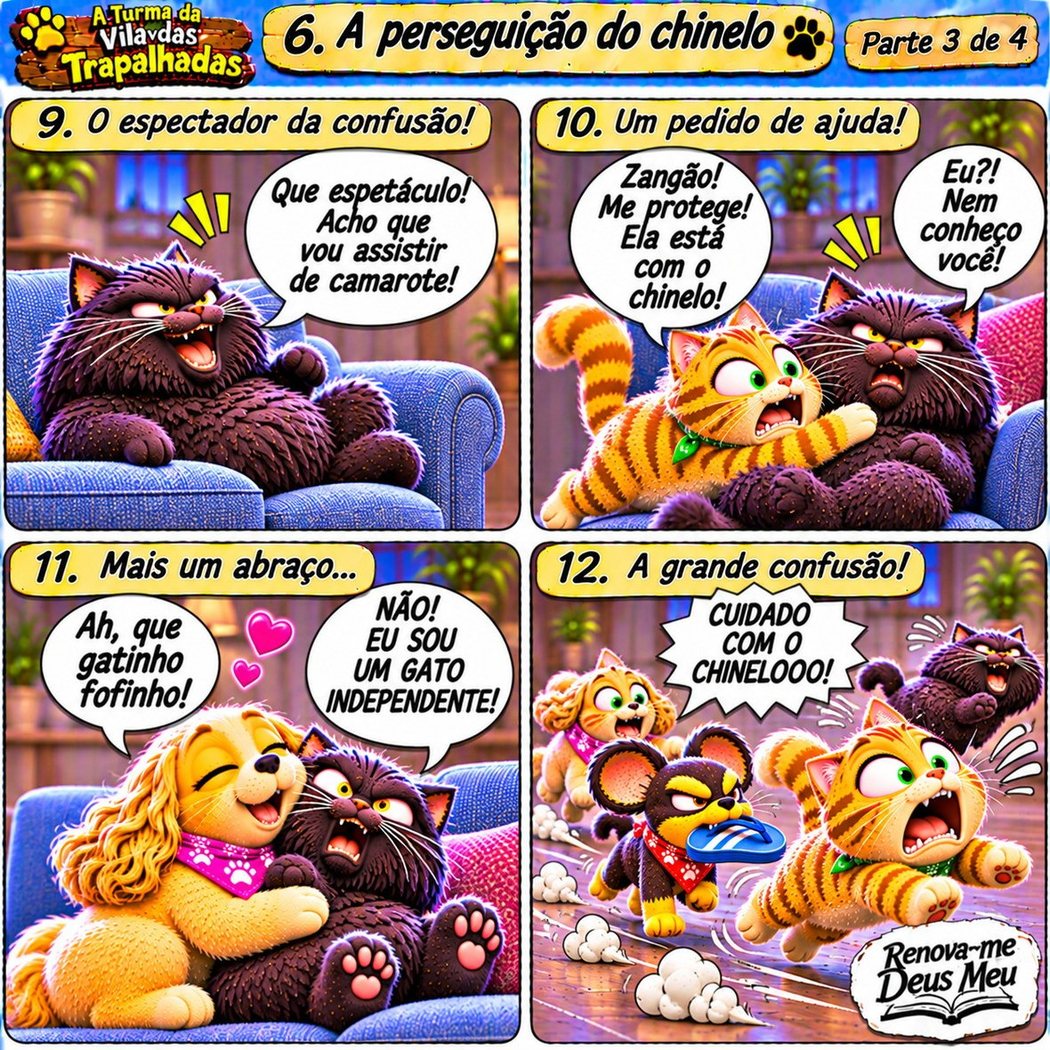 A Turma da
Vila das
Trapalhadas
6. A perseguição do chinelo
Parte 3 de 4
9. O espectador da confusão!
Que espetáculo!
Acho que
vou assistir
de camarote!
10. Um pedido de ajuda!
Zangão!
Me protege!
Ela está
com o
chinelo!
Eu?!
Nem
conheço
você!
11. Mais um abraço...
Ah, que
gatinho
fofinho!
NÃO!
EU SOU
UM GATO
INDEPENDENTE!
12. A grande confusão!
CUIDADO
COM O
CHINELOOO!
Renova-me
Deus Meu